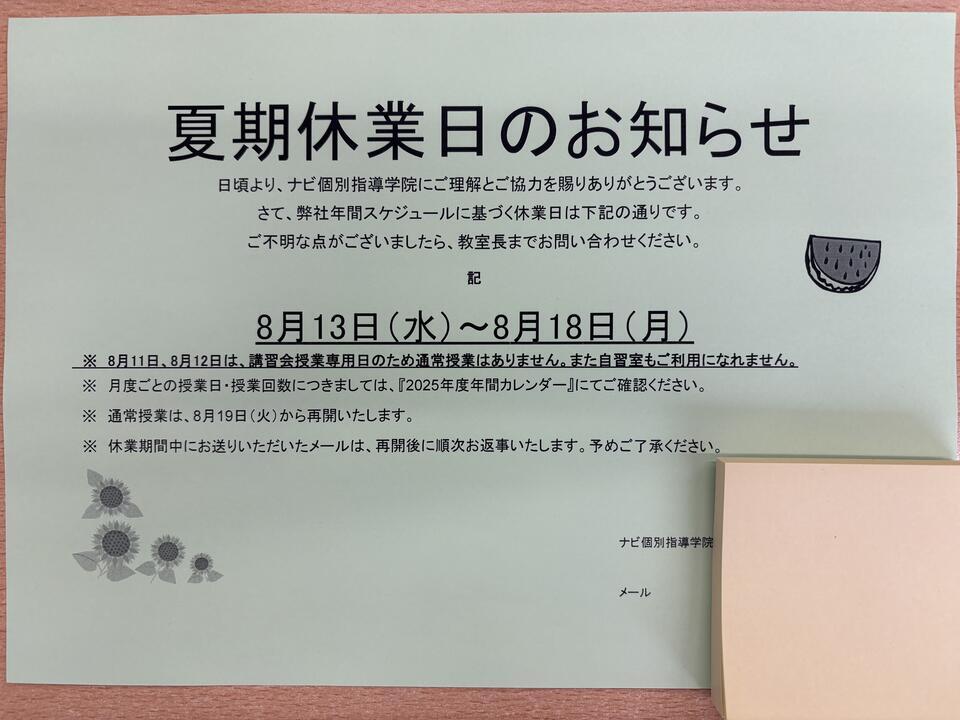 夏期休業日のお知らせ
日頃より、ナビ個別指導学院にご理解とご協力を賜りありがとうございます。
さて、弊社年間スケジュールに基づく休業日は下記の通りです。
ご不明な点がございましたら、教室長までお問い合わせください。
記
8月13日(水)~8月18日(月)
※ 8月11日、8月12日は、講習会授業専用日のため通常授業はありません。また自習室もご利用になれません。
※ 月度ごとの授業日・授業回数につきましては、『2025年度年間カレンダー』にてご確認ください。
※ 通常授業は、8月19日(火)から再開いたします。
※ 休業期間中にお送りいただいたメールは、再開後に順次お返事いたします。予めご了承ください。
ナビ個別指導学院
メール